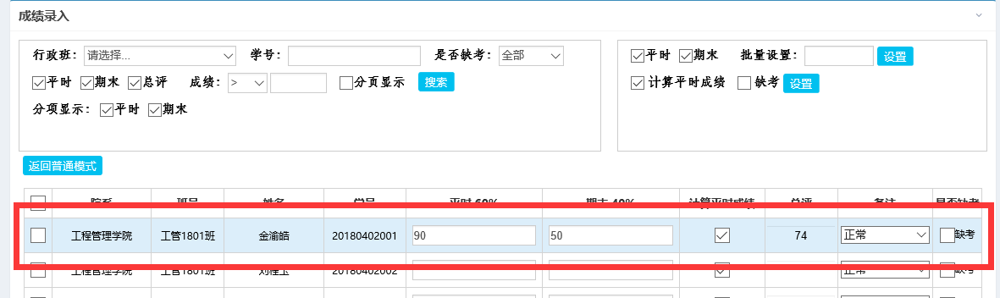 成绩录入
行政班: 请选择... 学号: 是否缺考: 全部
平时 期末 总评 成绩: > 分页显示 搜索
分项显示: 平时 期末
平时 期末 批量设置: 设置
计算平时成绩 缺考 设置
返回普通模式
院系 班号 姓名 学号 平时 60% 期末 40% 计算平时成绩 总评 备注 是否缺考
工程管理学院 工管1801班 金渝皓 20180402001 90 50 74 正常 缺考
工程管理学院 工管1801班 20180402002 正常 缺考